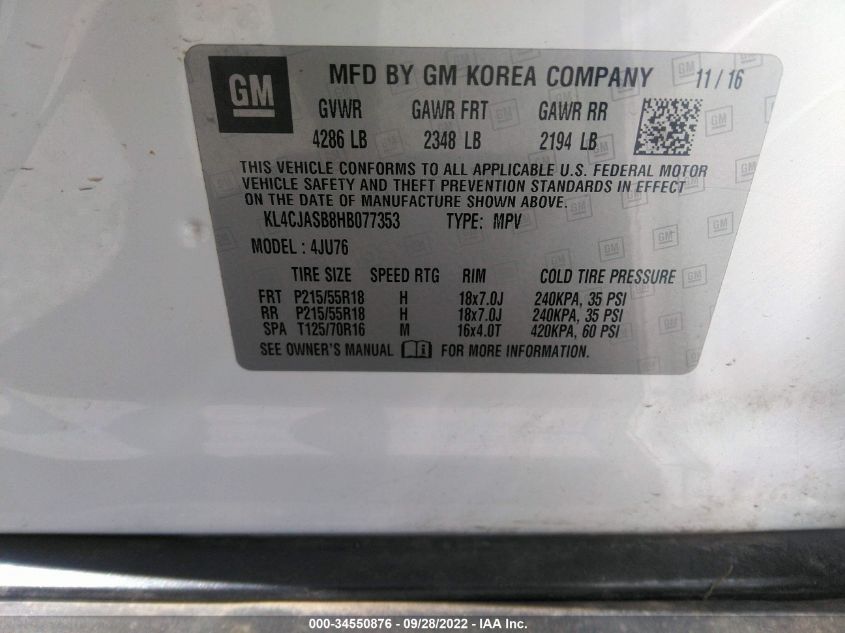 GM MFD BY GM KOREA COMPANY 11/16
GVWR GAWR FRT GAWR RR
4286 LB 2348 LB 2194 LB
THIS VEHICLE CONFORMS TO ALL APPLICABLE U.S. FEDERAL MOTOR
VEHICLE SAFETY AND THEFT PREVENTION STANDARDS IN EFFECT
ON THE DATE OF MANUFACTURE SHOWN ABOVE.
KL4CJASB8HB077353 TYPE: MPV
MODEL : 4JU76
TIRE SIZE SPEED RTG RIM COLD TIRE PRESSURE
FRT P215/55R18 H 18x7.0J 240KPA, 35 PSI
RR P215/55R18 H 18x7.0J 240KPA, 35 PSI
SPA T125/70R16 M 16x4.0T 420KPA, 60 PSI
SEE OWNER'S MANUAL FOR MORE INFORMATION.
000-34550876 - 09/28/2022 - IAA Inc.